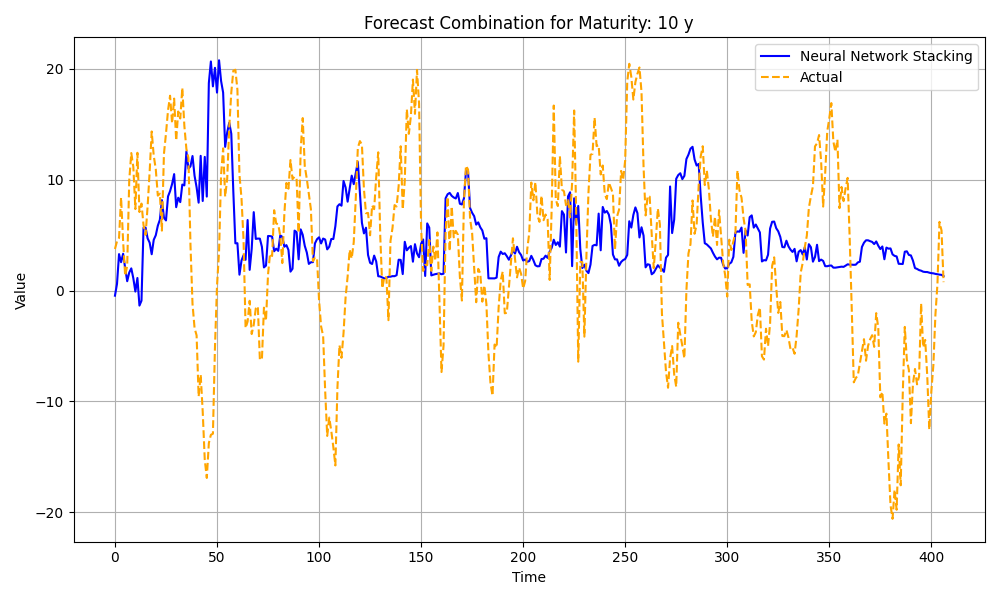 Forecast Combination for Maturity: 10 y
Neural Network Stacking
Actual
Value
20
10
0
−10
−20
0 50 100 150 200 250 300 350 400
Time